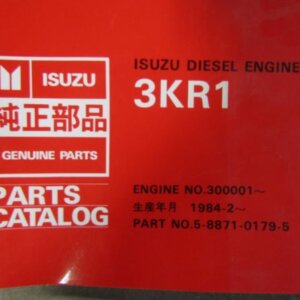 ISUZU
純正部品
GENUINE PARTS
PARTS
CATALOG
ISUZU DIESEL ENGINE
3KR1
ENGINE NO.300001～
生産年月 1984-2～
PART NO.5-8871-0179-5